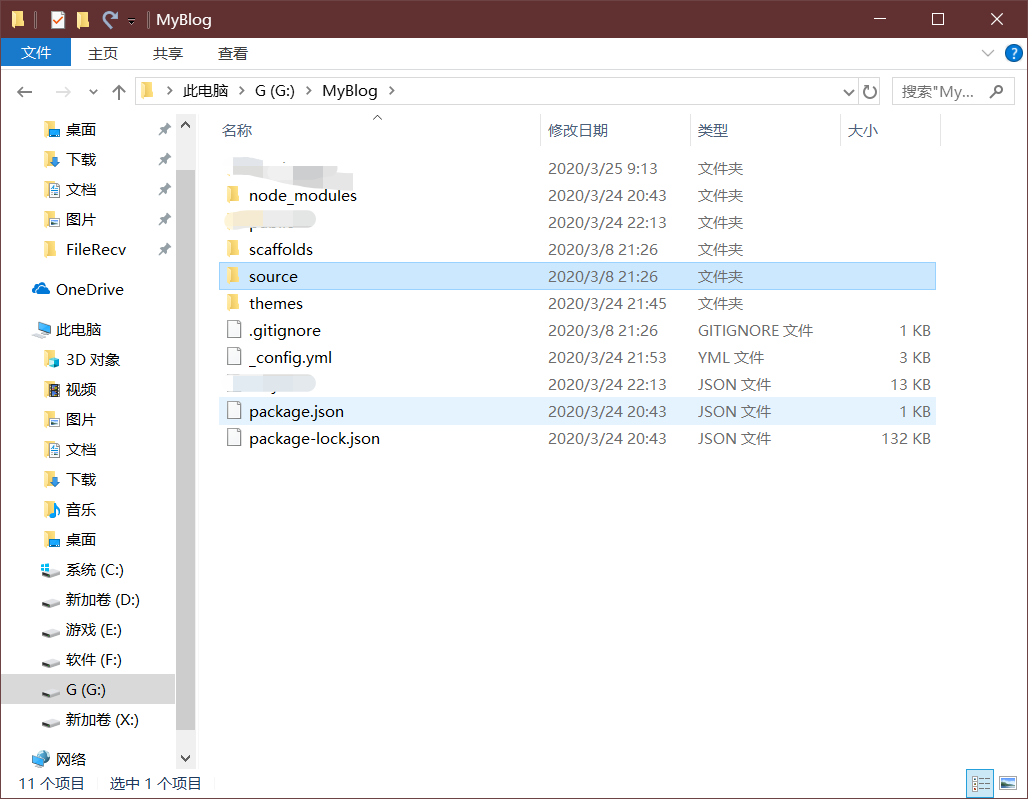 MyBlog
文件 主页 共享 查看
此电脑 G (G:) MyBlog 搜索"My...
名称 修改日期 类型 大小
2020/3/25 9:13 文件夹
node_modules 2020/3/24 20:43 文件夹
2020/3/24 22:13 文件夹
scaffolds 2020/3/8 21:26 文件夹
source 2020/3/8 21:26 文件夹
themes 2020/3/24 21:45 文件夹
.gitignore 2020/3/8 21:26 GITIGNORE 文件 1 KB
_config.yml 2020/3/24 21:53 YML 文件 3 KB
2020/3/24 22:13 JSON 文件 13 KB
package.json 2020/3/24 20:43 JSON 文件 1 KB
package-lock.json 2020/3/24 20:43 JSON 文件 132 KB
桌面
下载
文档
图片
FileRecv
OneDrive
此电脑
3D 对象
视频
图片
文档
下载
音乐
桌面
系统 (C:)
新加卷 (D:)
游戏 (E:)
软件 (F:)
G (G:)
新加卷 (X:)
网络
11 个项目 选中 1 个项目